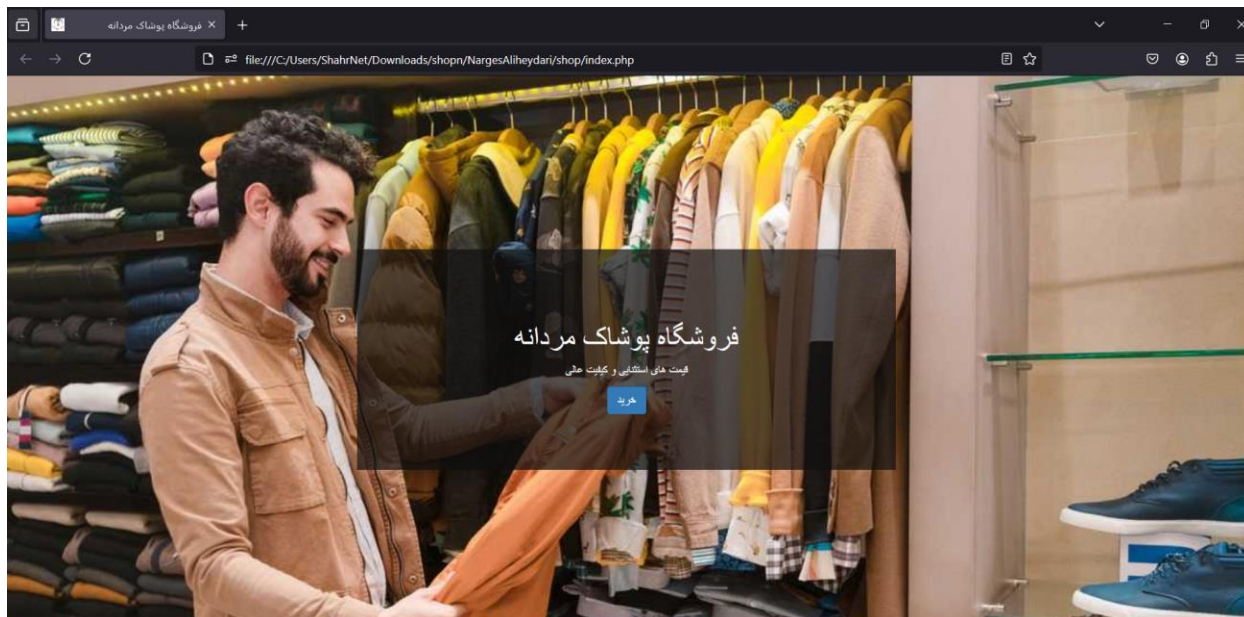 فروشگاه پوشاک مردانه
file:///C:/Users/ShahrNet/Downloads/shopn/NargesAliheydari/shop/index.php
فروشگاه پوشاک مردانه
قیمت های استثنایی و کیفیت عالی
خرید